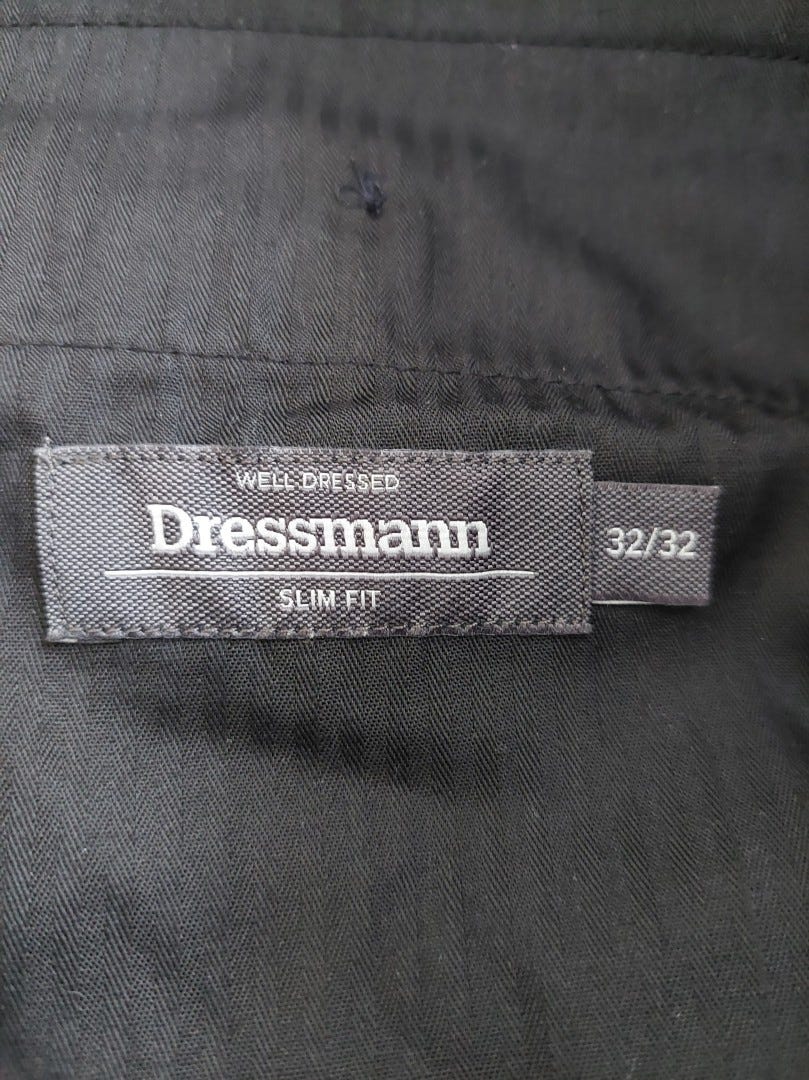 WELL DRESSED
Dressmann
SLIM FIT
32/32